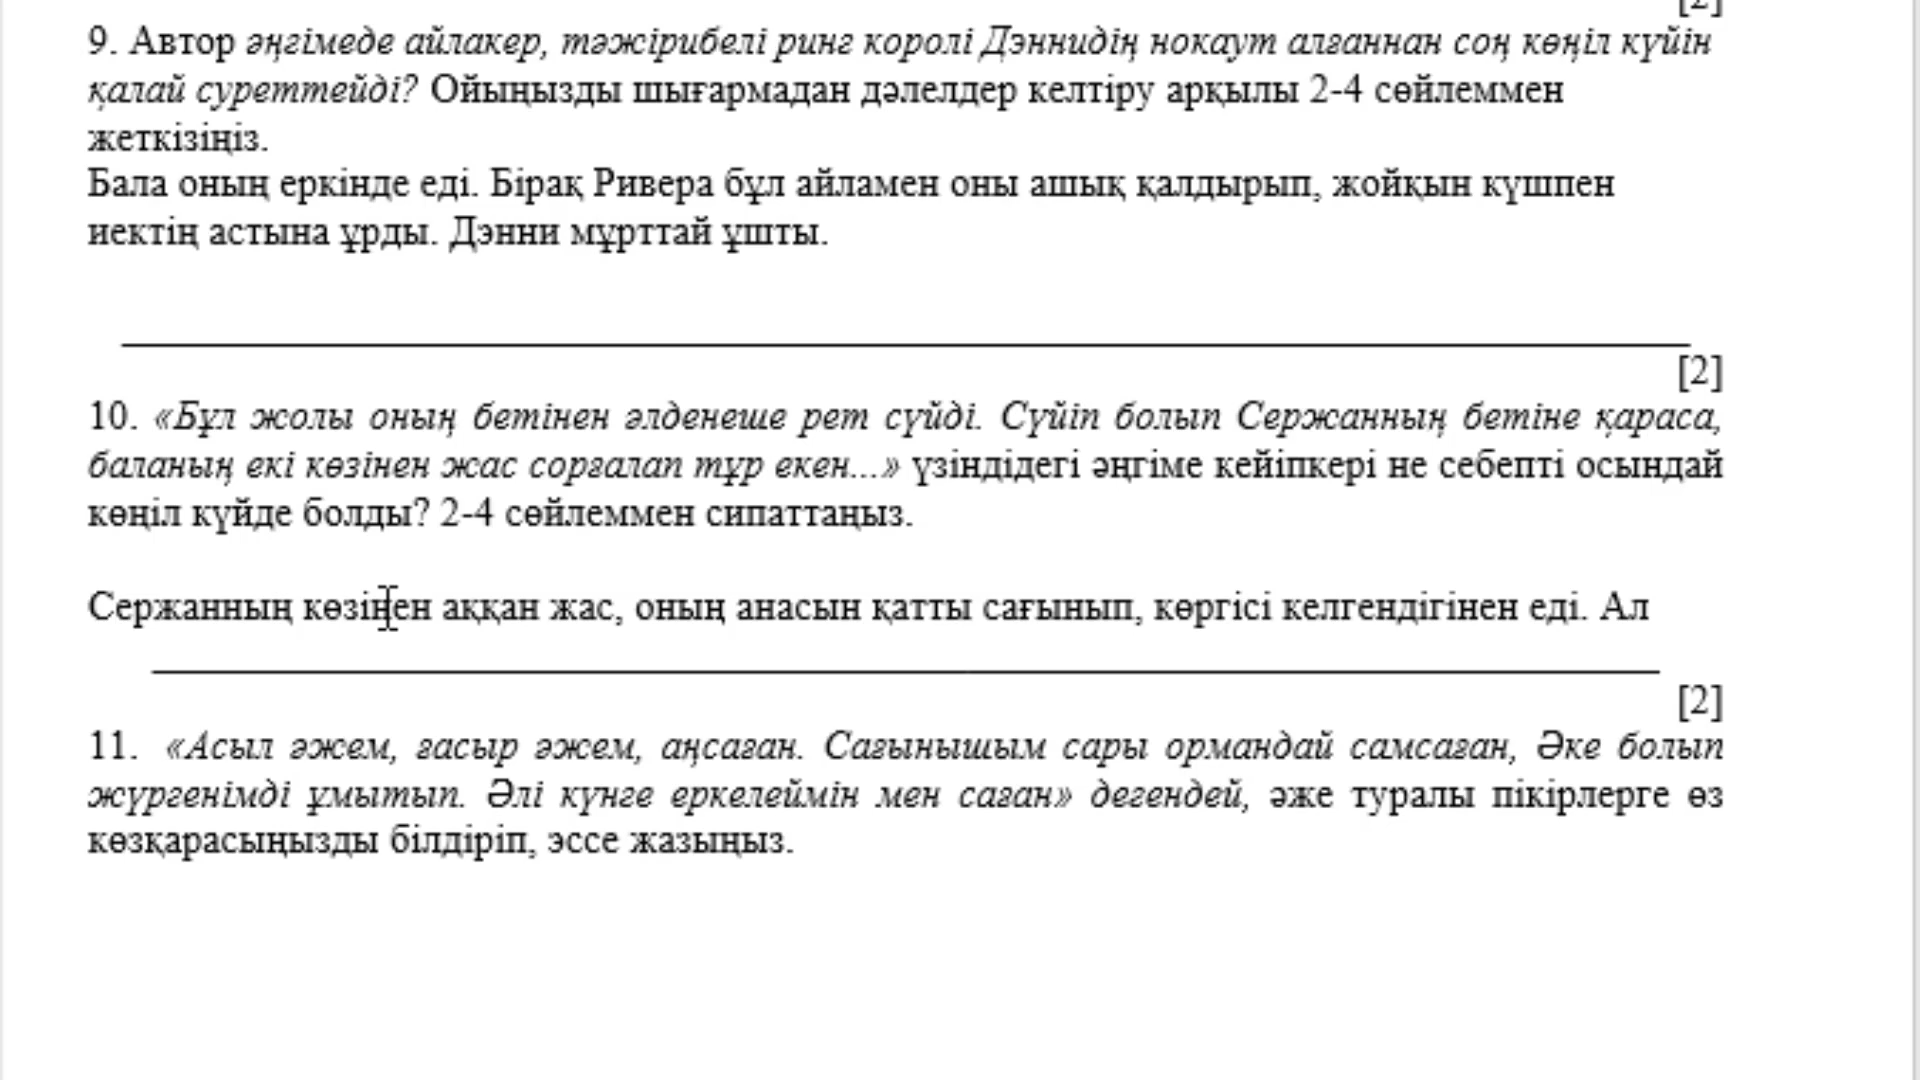 [2]
9. Автор әңгімеде айлакер, тәжірибелі ринг королі Дэннидің нокаут алғаннан соң көңіл күйін
қалай суреттейді? Ойыңызды шығармадан дәлелдер келтіру арқылы 2-4 сөйлеммен
жеткізіңіз.
Бала оның еркінде еді. Бірақ Ривера бұл айламен оны ашық қалдырып, жойқын күшпен
иектің астына ұрды. Дэнни мұрттай ұшты.
[2]
10. «Бұл жолы оның бетінен әлденеше рет сүйді. Сүйіп болып Сержанның бетіне қараса,
баланың екі көзінен жас сорғалап тұр екен...» үзіндідегі әңгіме кейіпкері не себепті осындай
көңіл күйде болды? 2-4 сөйлеммен сипаттаңыз.
Сержанның көзінен аққан жас, оның анасын қатты сағынып, көргісі келгендігінен еді. Ал
[2]
11. «Асыл әжем, ғасыр әжем, аңсаған. Сағынышым сары ормандай самсаған, Әке болып
жүргенімді ұмытып. Әлі күнге еркелеймін мен саған» дегендей, әже туралы пікірлерге өз
көзқарасыңызды білдіріп, эссе жазыңыз.